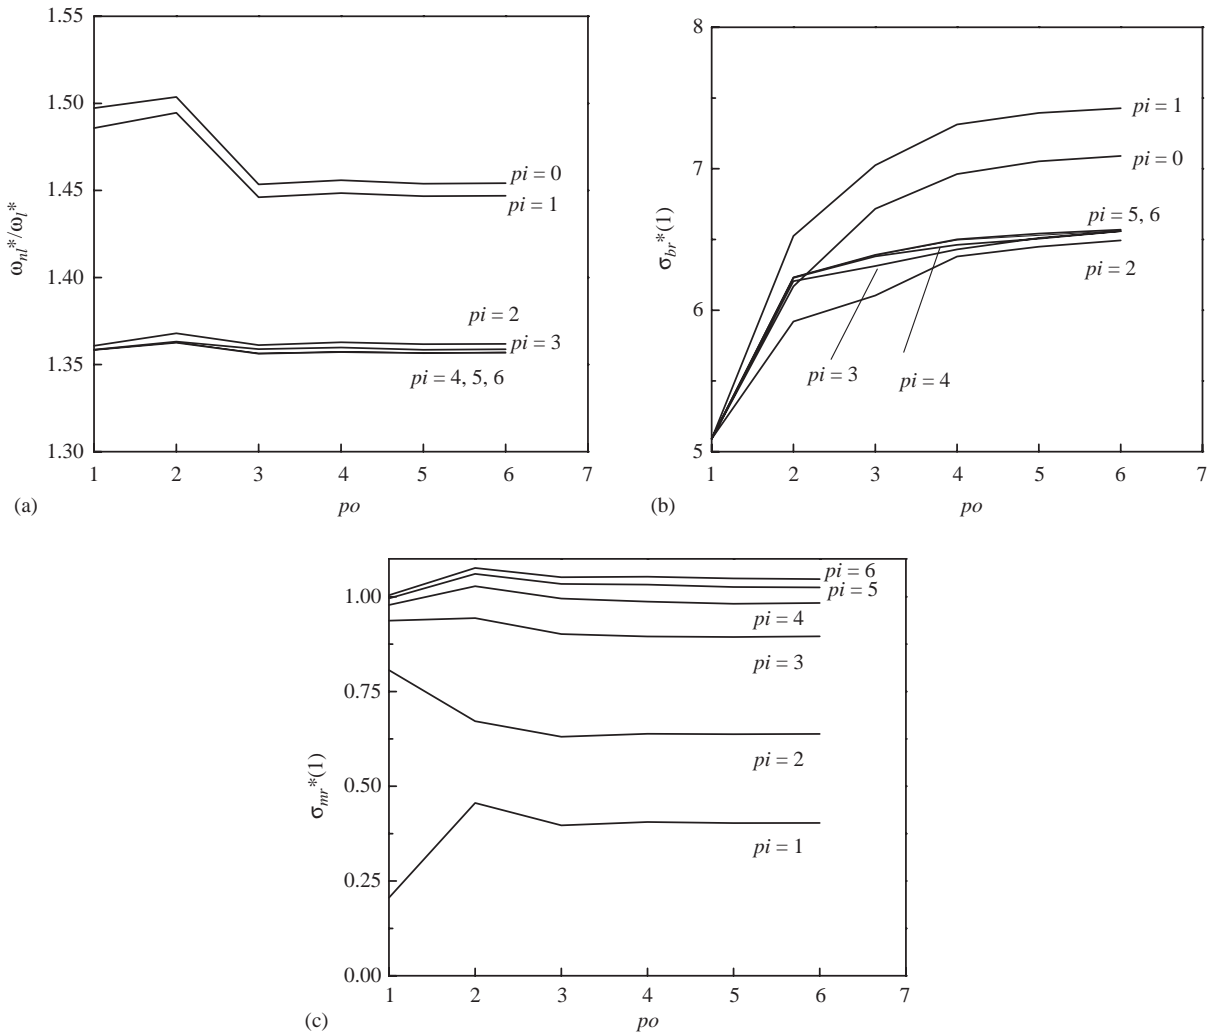 1.55
1.50
1.45
1.40
1.35
1.30
ω_nl*/ω_l*
pi = 0
pi = 1
pi = 2
pi = 3
pi = 4, 5, 6
1 2 3 4 5 6 7
(a)
po
8
7
6
5
σ_br*(1)
pi = 1
pi = 0
pi = 5, 6
pi = 2
pi = 3
pi = 4
1 2 3 4 5 6 7
(b)
po
1.00
0.75
0.50
0.25
0.00
σ_mr*(1)
pi = 6
pi = 5
pi = 4
pi = 3
pi = 2
pi = 1
1 2 3 4 5 6 7
(c)
po